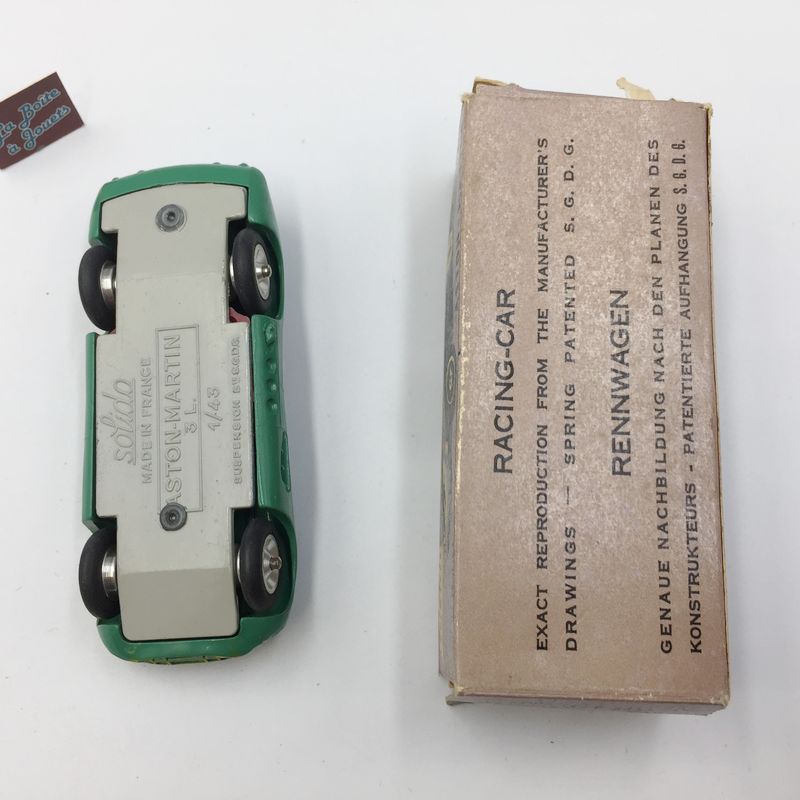 La Boîte
à Jouets
solido
MADE IN FRANCE
ASTON-MARTIN
3 L.
1/43
RACING-CAR
EXACT REPRODUCTION FROM THE MANUFACTURER'S
DRAWINGS — SPRING PATENTED S. G. D. G.
RENNWAGEN
GENAUE NACHBILDUNG NACH DEN PLANEN DES
KONSTRUKTEURS - PATENTIERTE AUFHANGUNG S. G. D. G.
SUSPENSION